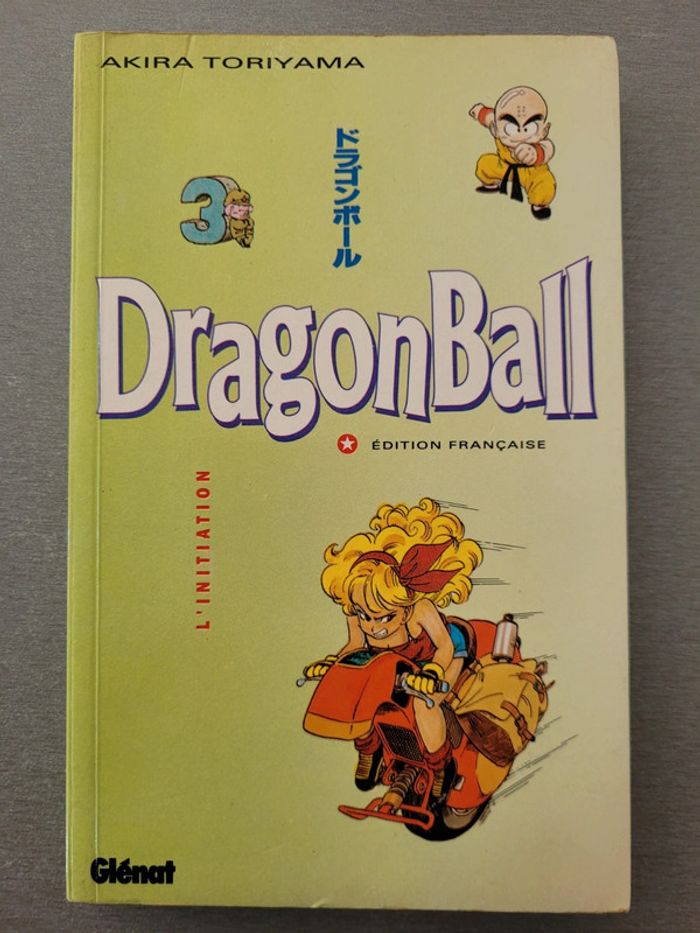 AKIRA TORIYAMA
ドラゴンボール
3
DragonBall
ÉDITION FRANÇAISE
L'INITIATION
Glénat